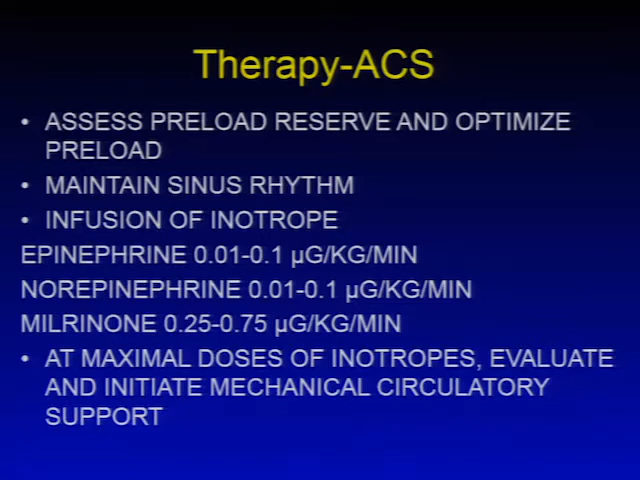 Therapy-ACS
• ASSESS PRELOAD RESERVE AND OPTIMIZE
PRELOAD
• MAINTAIN SINUS RHYTHM
• INFUSION OF INOTROPE
EPINEPHRINE 0.01-0.1 µG/KG/MIN
NOREPINEPHRINE 0.01-0.1 µG/KG/MIN
MILRINONE 0.25-0.75 µG/KG/MIN
• AT MAXIMAL DOSES OF INOTROPES, EVALUATE
AND INITIATE MECHANICAL CIRCULATORY
SUPPORT